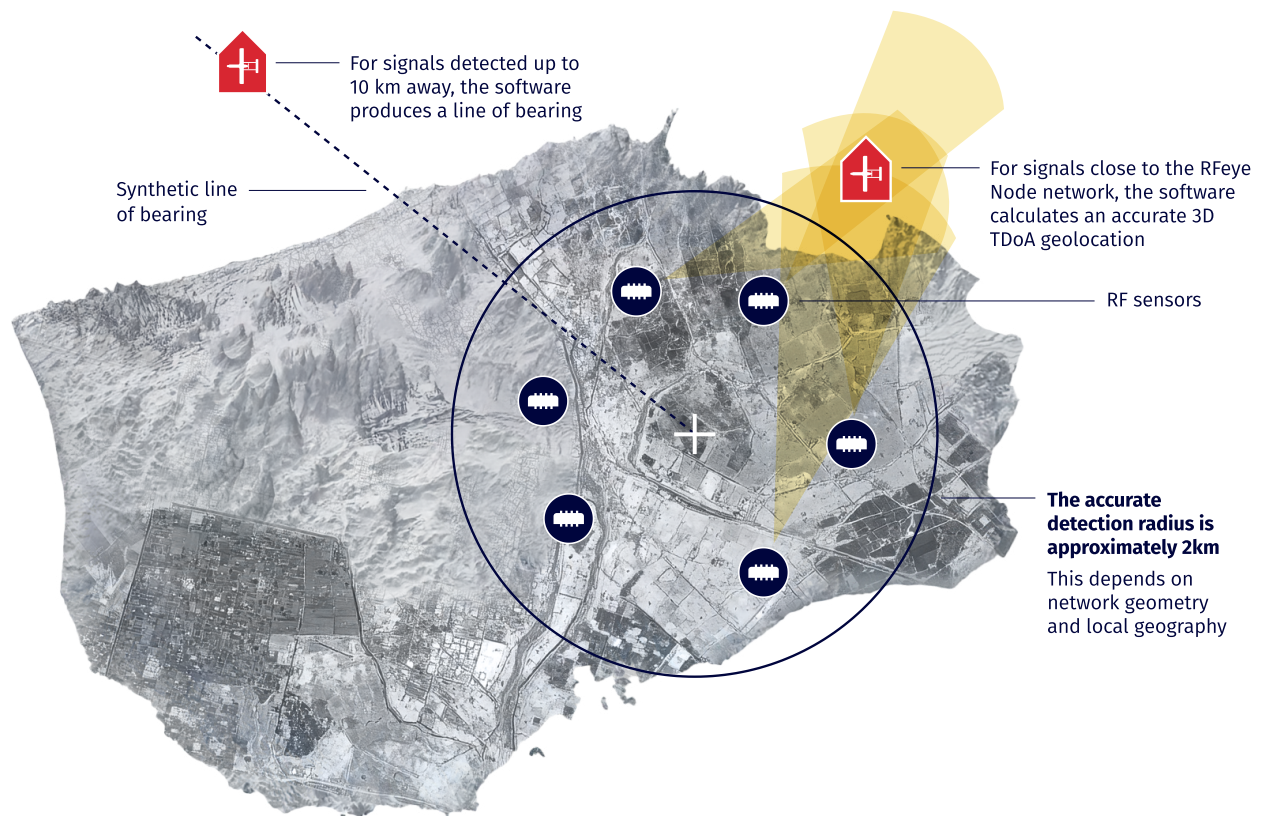 For signals detected up to
10 km away, the software
produces a line of bearing
Synthetic line
of bearing
For signals close to the RFeye
Node network, the software
calculates an accurate 3D
TDoA geolocation
RF sensors
The accurate
detection radius is
approximately 2km
This depends on
network geometry
and local geography